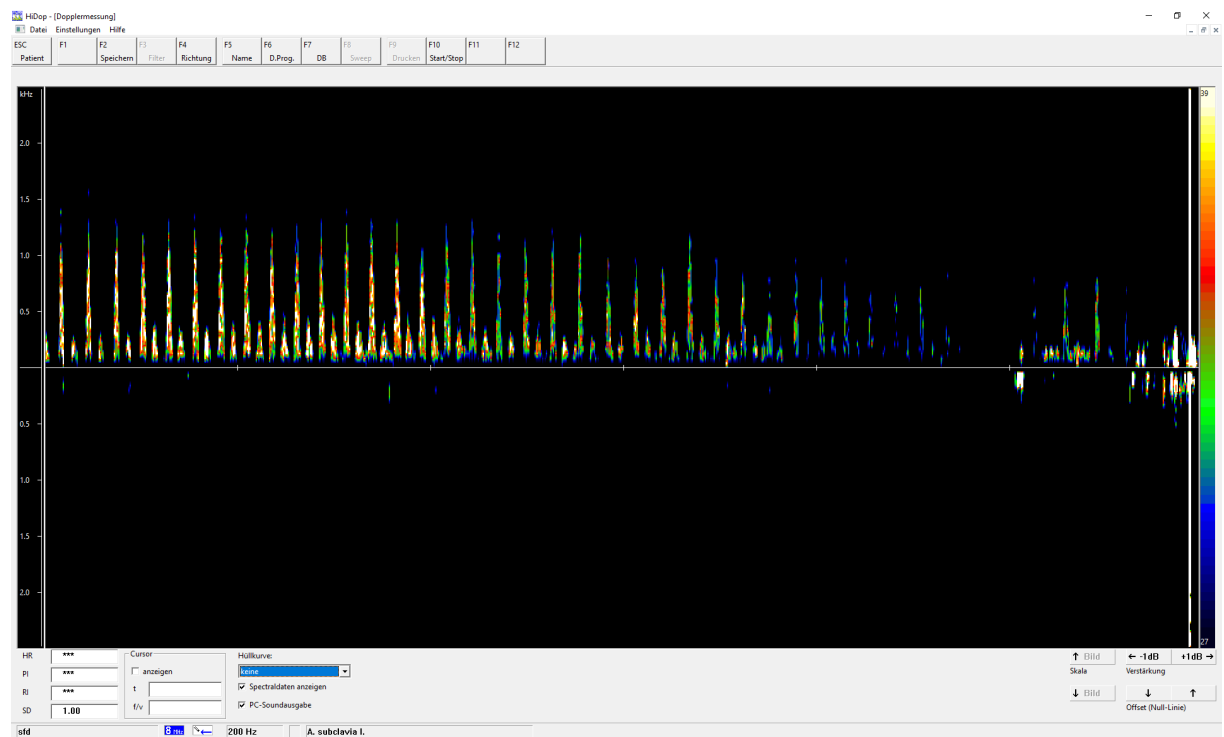 HiDop - [Dopplermessung]
Datei Einstellungen Hilfe
ESC F1 F2 F3 F4 F5 F6 F7 F8 F9 F10 F11 F12
Patient Speichern Filter Richtung Name D.Prog. DB Sweep Drucken Start/Stop
kHz
39
2.0
1.5
1.0
0.5
0.5
1.0
1.5
2.0
27
HR *** Cursor Hüllkurve: ↑ Bild ← -1dB +1dB →
anzeigen keine Skala Verstärkung
PI ***
RI *** t Spectraldaten anzeigen ↓ Bild ↓ ↑
SD 1.00 f/v PC-Soundausgabe Offset (Null-Linie)
sfd 8 MHz 200 Hz A. subclavia l.